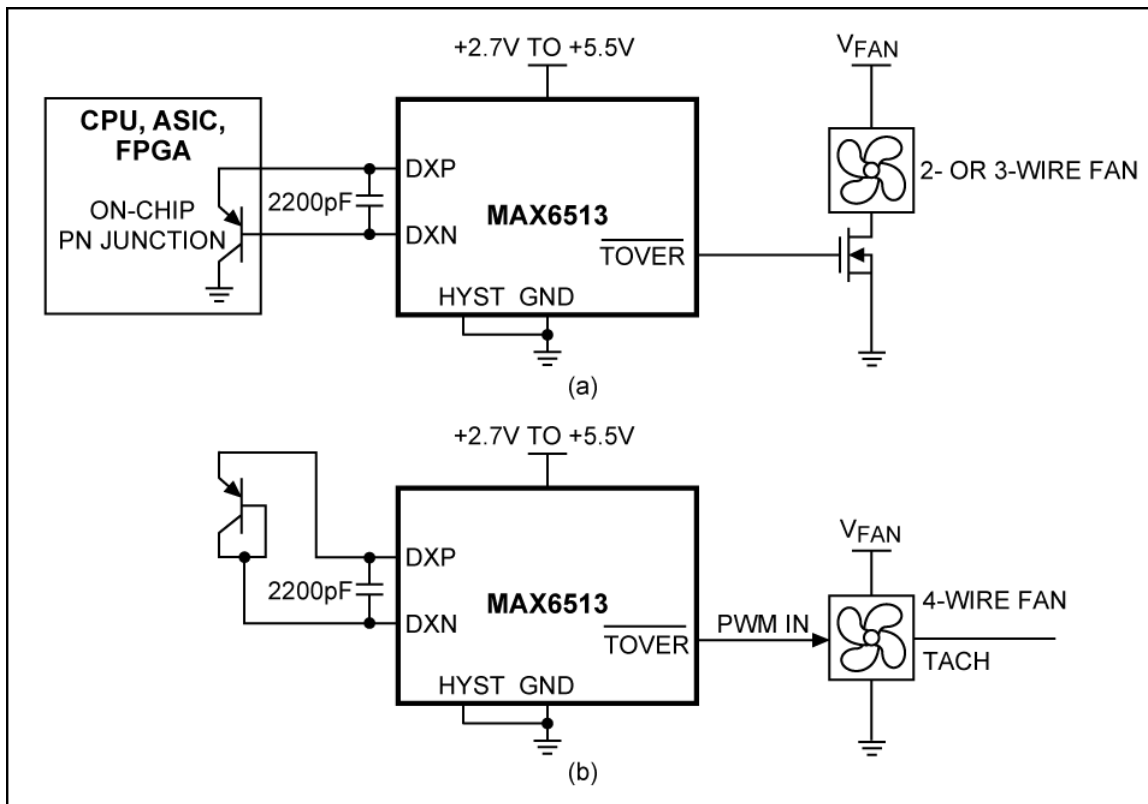 +2.7V TO +5.5V
VFAN
CPU, ASIC,
FPGA
ON-CHIP
PN JUNCTION
2200pF
DXP
DXN
MAX6513
TOVER
HYST GND
2- OR 3-WIRE FAN
(a)
+2.7V TO +5.5V
VFAN
2200pF
DXP
DXN
MAX6513
TOVER
HYST GND
PWM IN
4-WIRE FAN
TACH
(b)